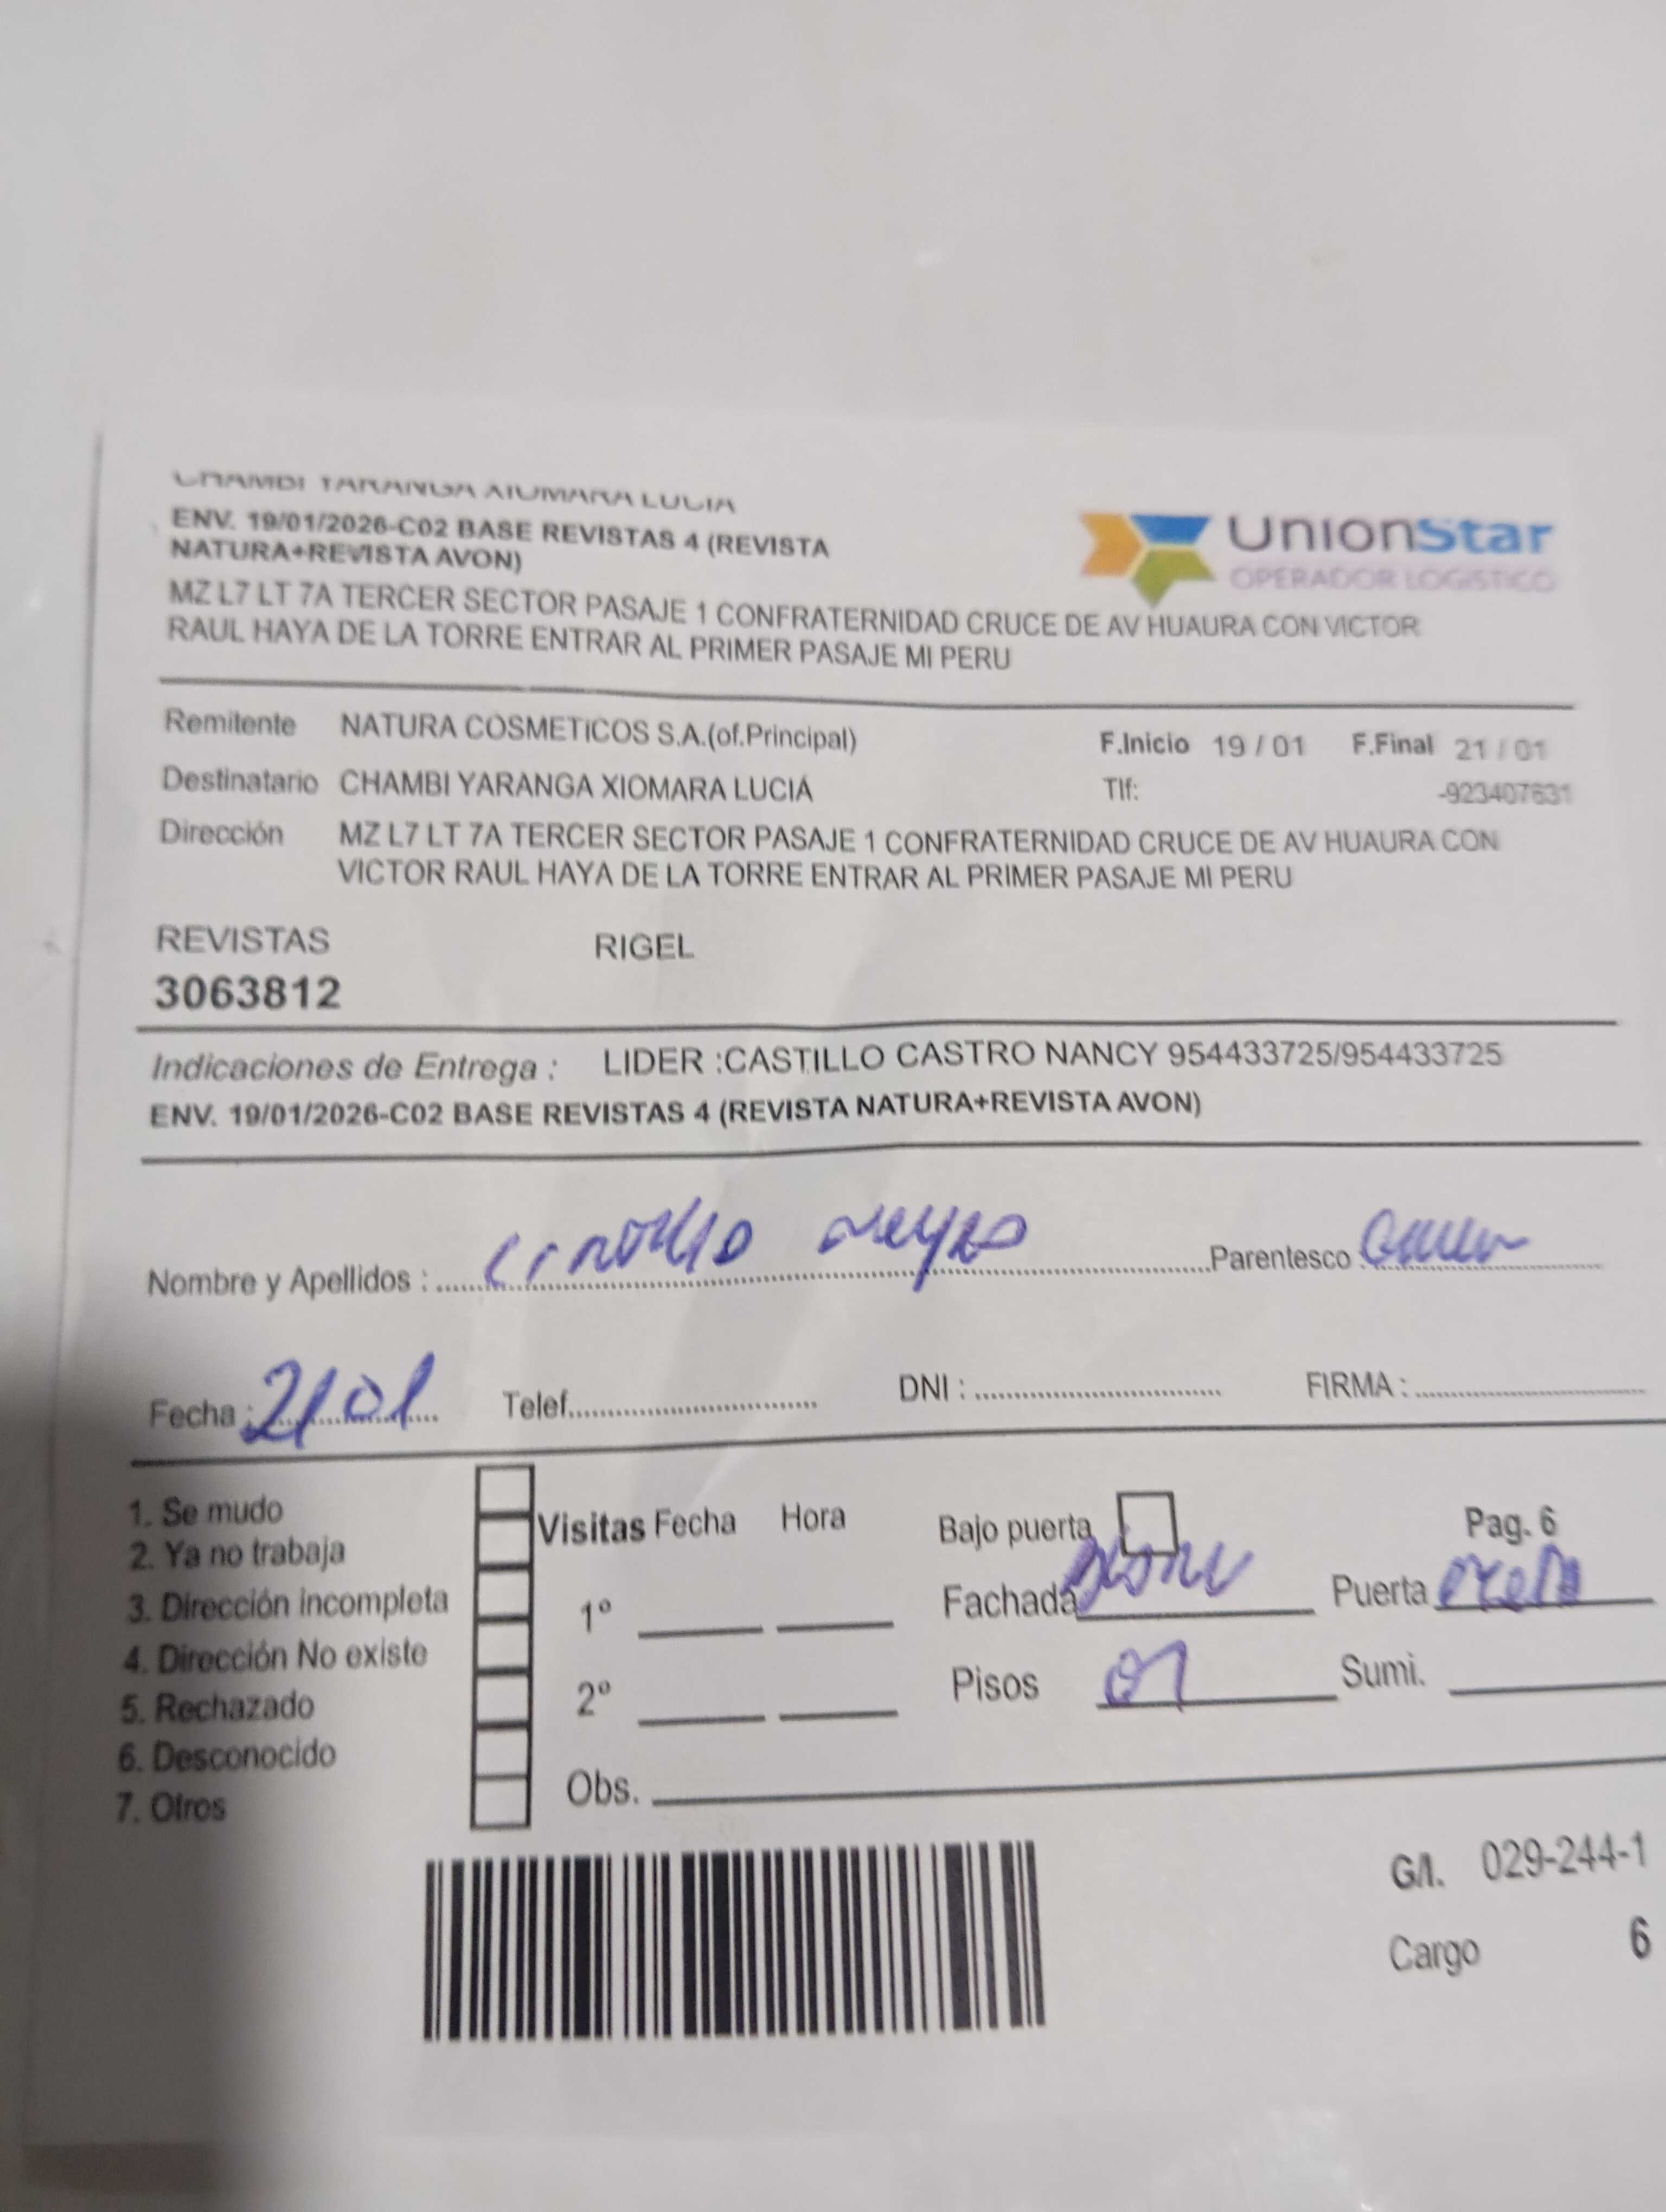 CHAMBI YARANGA XIOMARA LUCIA
ENV. 19/01/2026-C02 BASE REVISTAS 4 (REVISTA
NATURA+REVISTA AVON)
UnionStar
OPERADOR LOGISTICO
MZ L7 LT 7A TERCER SECTOR PASAJE 1 CONFRATERNIDAD CRUCE DE AV HUAURA CON VICTOR
RAUL HAYA DE LA TORRE ENTRAR AL PRIMER PASAJE MI PERU
Remitente NATURA COSMETICOS S.A.(of.Principal) F.Inicio 19 / 01 F.Final 21 / 01
Destinatario CHAMBI YARANGA XIOMARA LUCIA Tlf: -923407631
Dirección MZ L7 LT 7A TERCER SECTOR PASAJE 1 CONFRATERNIDAD CRUCE DE AV HUAURA CON
VICTOR RAUL HAYA DE LA TORRE ENTRAR AL PRIMER PASAJE MI PERU
REVISTAS RIGEL
3063812
Indicaciones de Entrega : LIDER :CASTILLO CASTRO NANCY 954433725/954433725
ENV. 19/01/2026-C02 BASE REVISTAS 4 (REVISTA NATURA+REVISTA AVON)
Nombre y Apellidos : Parentesco :
Fecha : 21/01 Telef. DNI : FIRMA :
1. Se mudo
2. Ya no trabaja
3. Dirección incompleta
4. Dirección No existe
5. Rechazado
6. Desconocido
7. Otros
Visitas Fecha Hora
1º
2º
Obs.
Bajo puerta Pag. 6
Fachada Puerta
Pisos 01 Sumi.
G/I. 029-244-1
Cargo 6